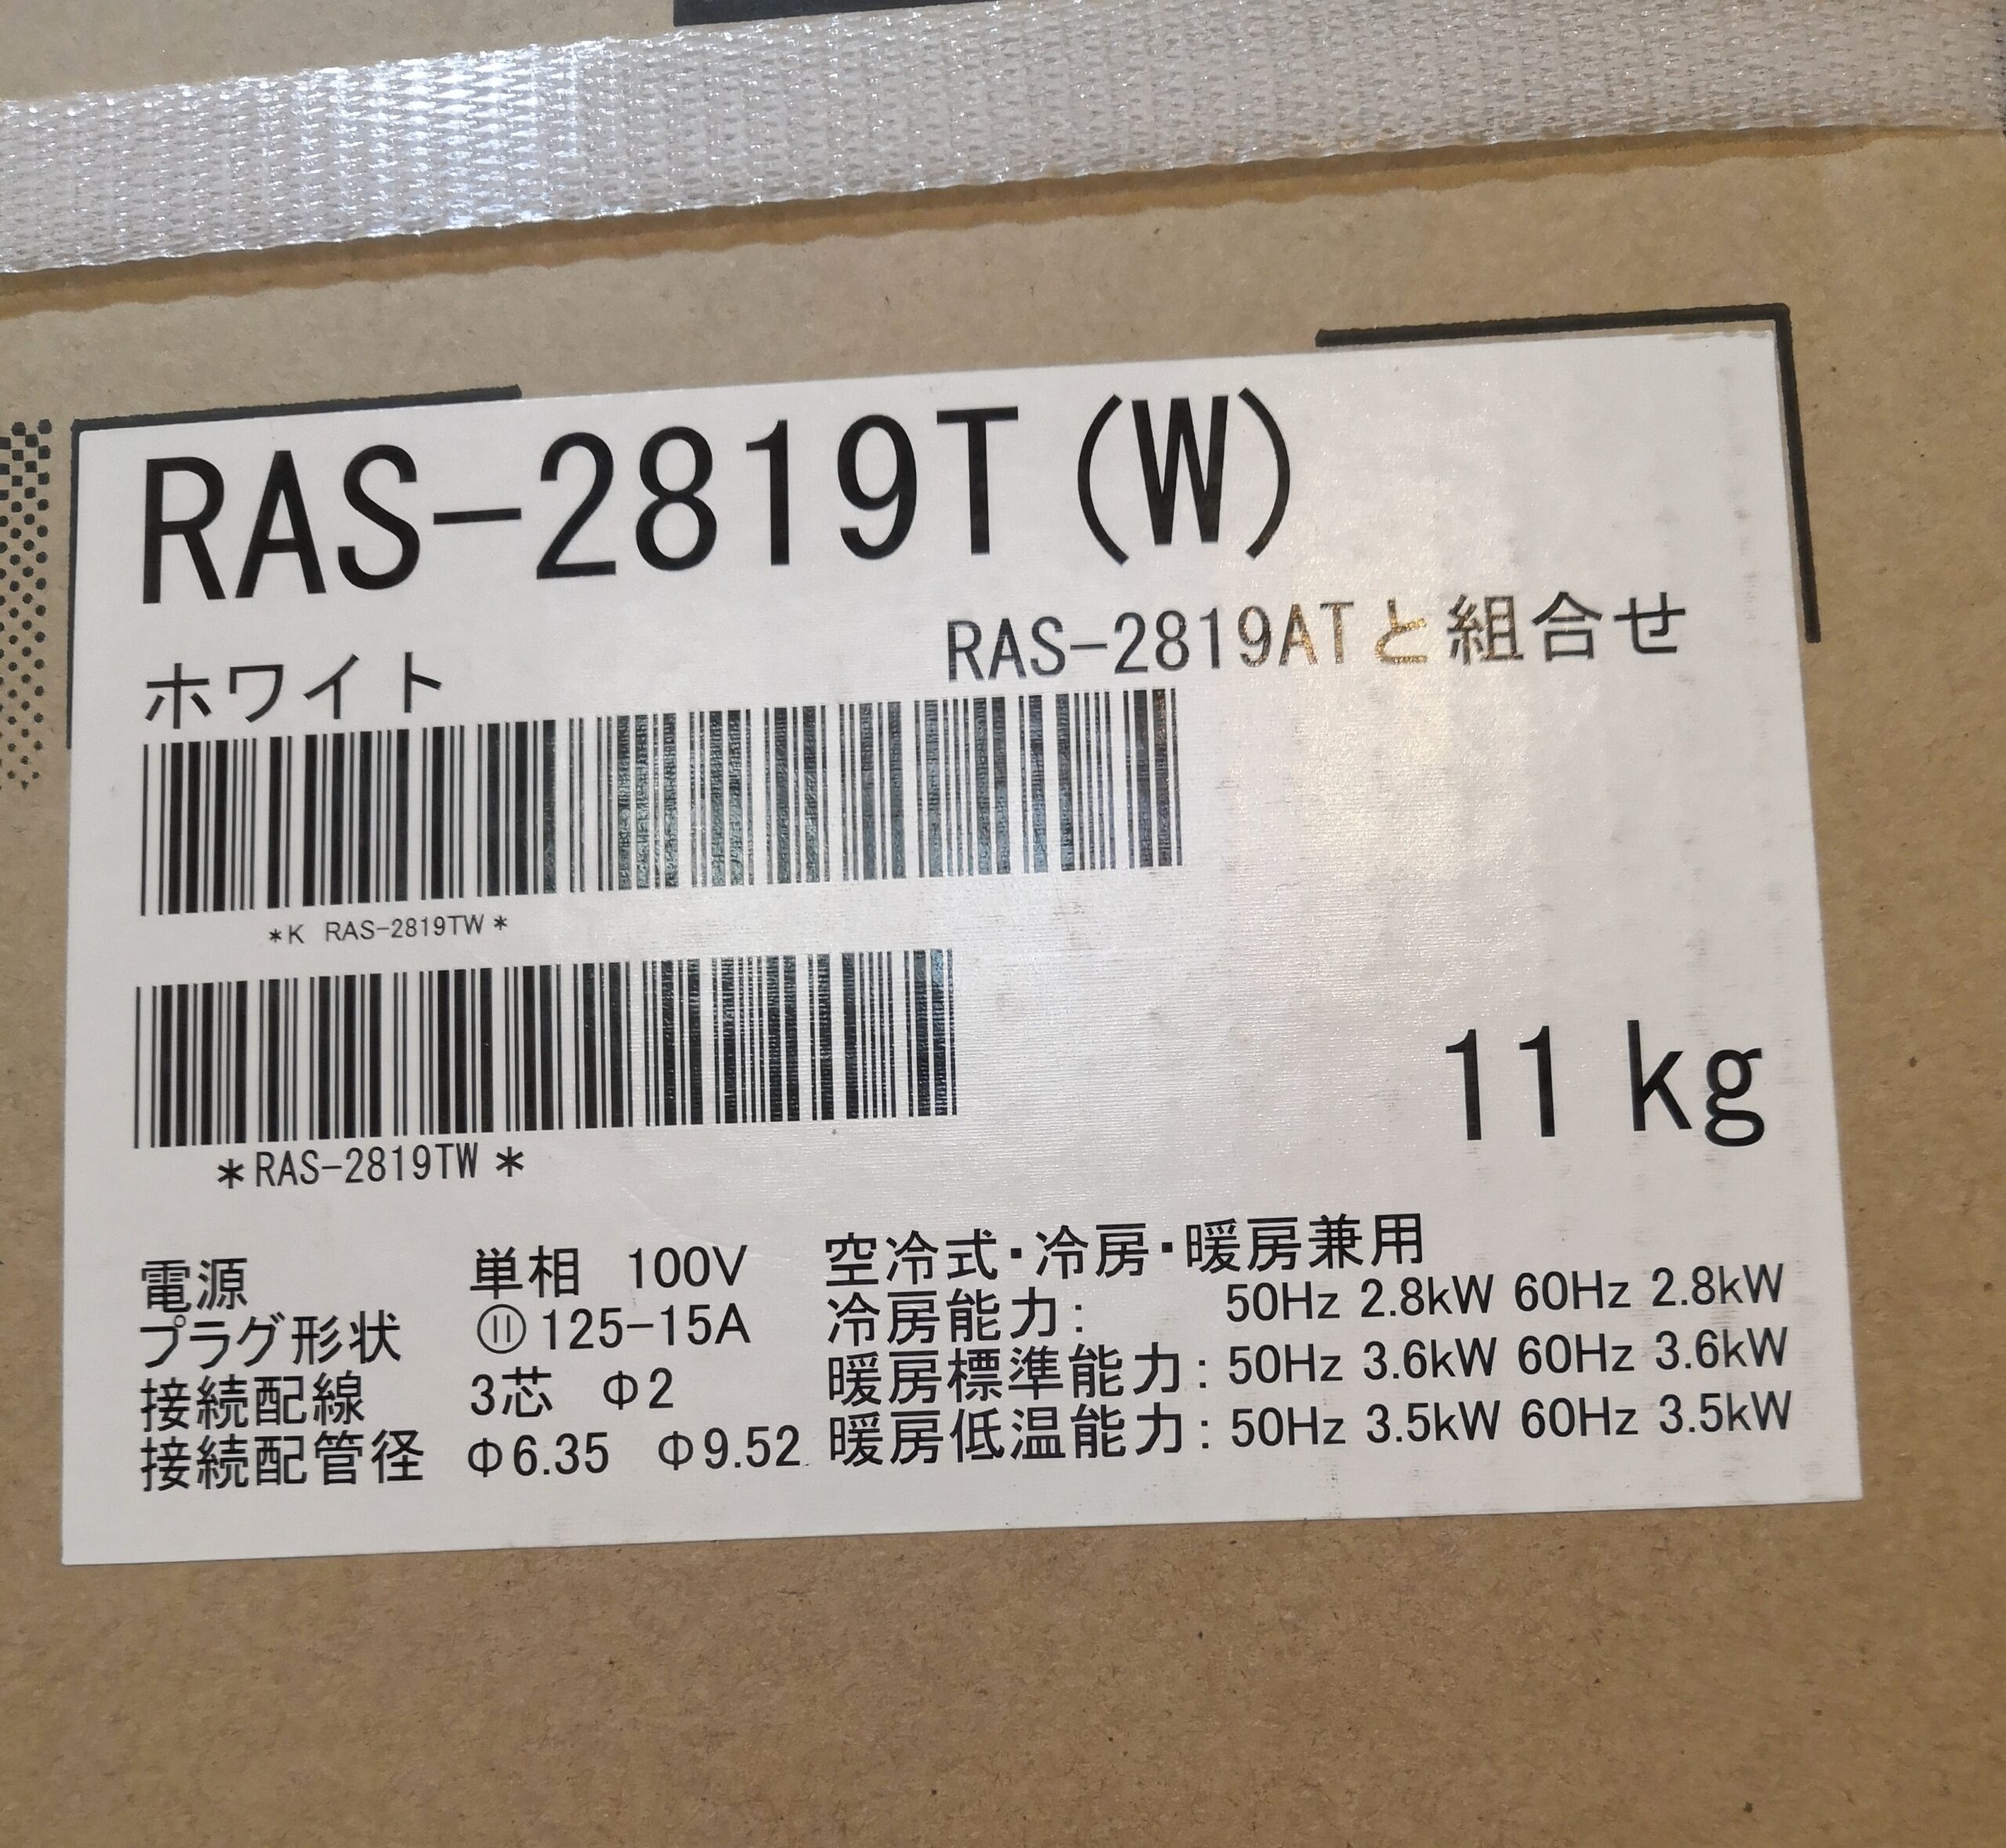 RAS-2819T(W)
RAS-2819ATと組合せ
ホワイト
*K RAS-2819TW*
*RAS-2819TW*
11kg
電源 単相 100V
プラグ形状 ⑪125-15A
接続配線 3芯 Φ2
接続配管径 Φ6.35 Φ9.52
空冷式・冷房・暖房兼用
冷房能力: 50Hz 2.8kW 60Hz 2.8kW
暖房標準能力: 50Hz 3.6kW 60Hz 3.6kW
暖房低温能力: 50Hz 3.5kW 60Hz 3.5kW